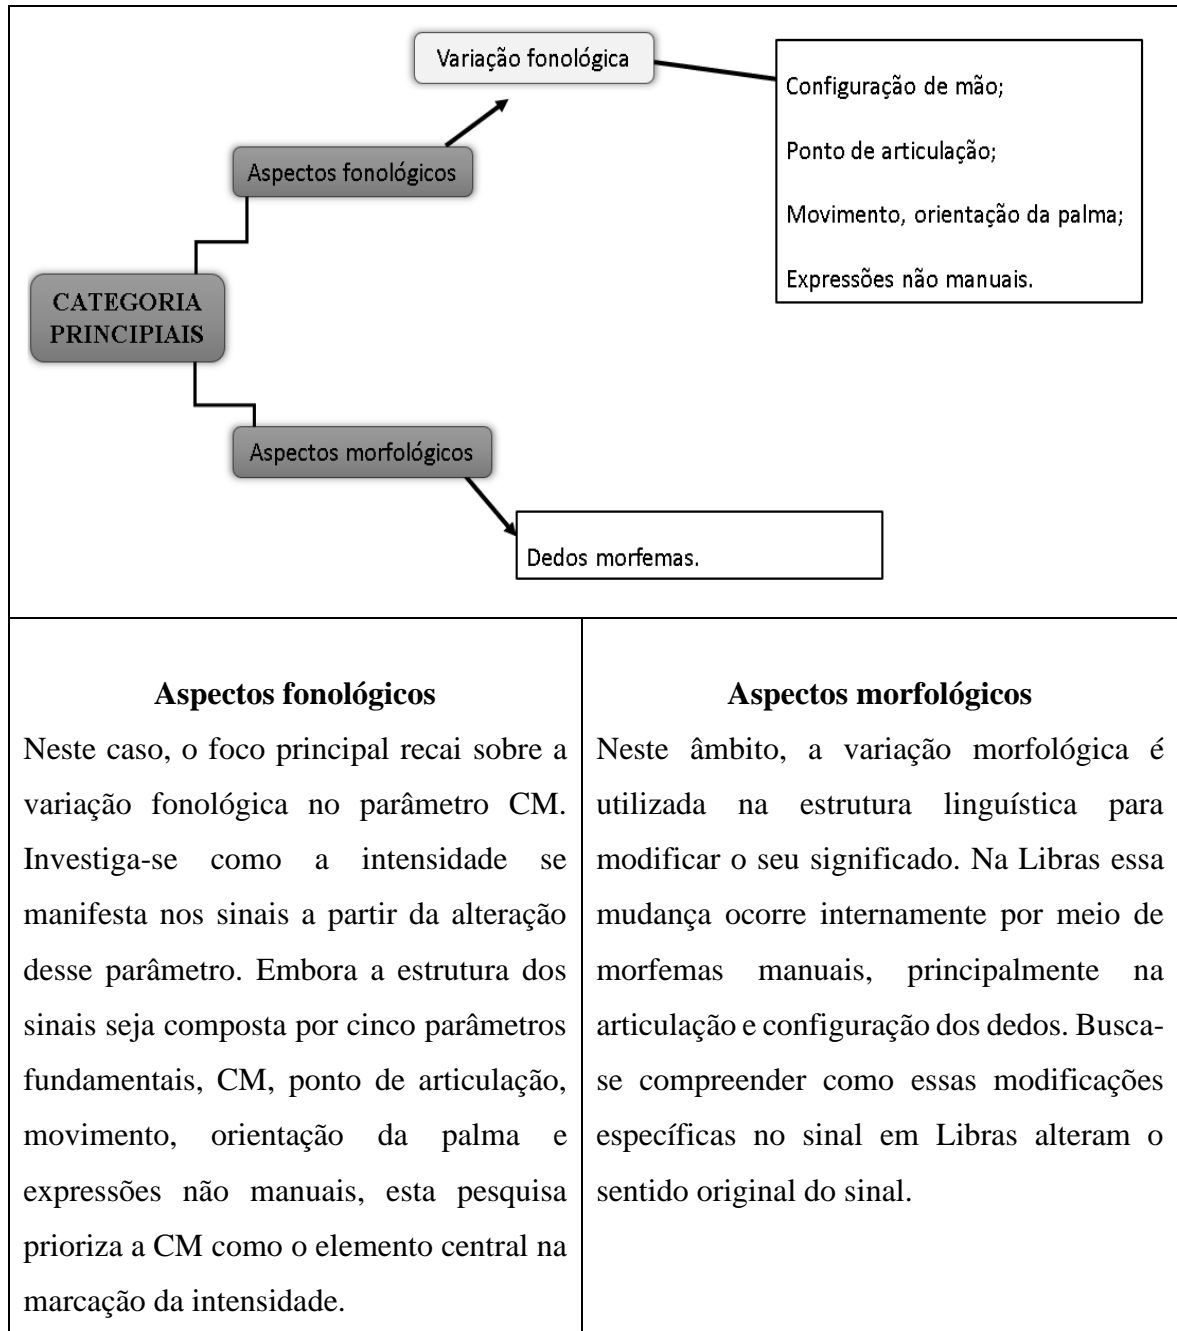 Variação fonológica
Configuração de mão;
Ponto de articulação;
Movimento, orientação da palma;
Expressões não manuais.
Aspectos fonológicos
CATEGORIA
PRINCIPIAIS
Aspectos morfológicos
Dedos morfemas.
Aspectos fonológicos
Neste caso, o foco principal recai sobre a
variação fonológica no parâmetro CM.
Investiga-se como a intensidade se
manifesta nos sinais a partir da alteração
desse parâmetro. Embora a estrutura dos
sinais seja composta por cinco parâmetros
fundamentais, CM, ponto de articulação,
movimento, orientação da palma e
expressões não manuais, esta pesquisa
prioriza a CM como o elemento central na
marcação da intensidade.
Aspectos morfológicos
Neste âmbito, a variação morfológica é
utilizada na estrutura linguística para
modificar o seu significado. Na Libras essa
mudança ocorre internamente por meio de
morfemas manuais, principalmente na
articulação e configuração dos dedos. Busca-
se compreender como essas modificações
específicas no sinal em Libras alteram o
sentido original do sinal.